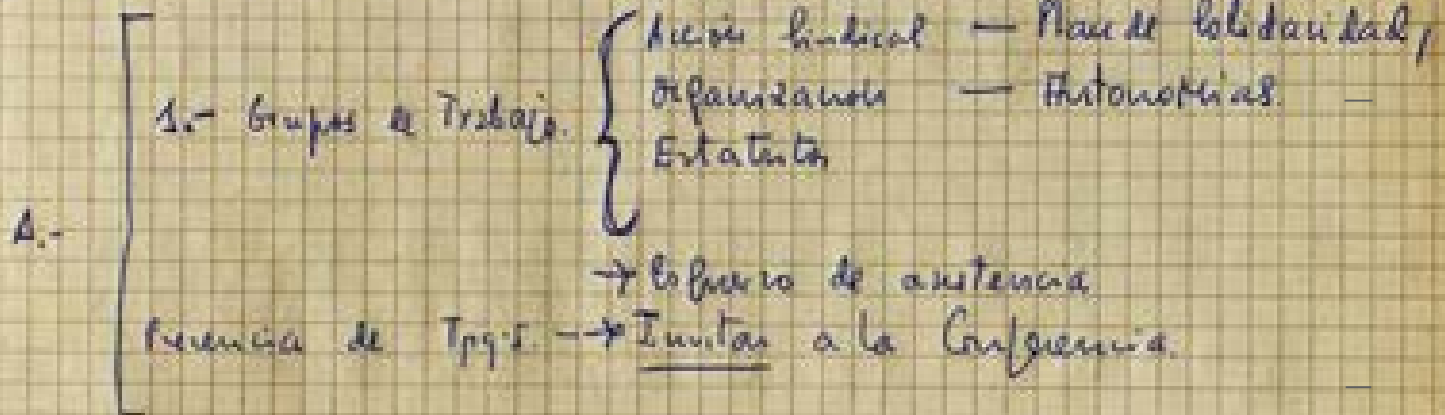 Acción Sindical — Plan de Solidaridad,
Organización — Autonomías.
1.- Grupos de Trabajo.
Estatutos
1.-
→ Esfuerzo de asistencia
Presencia de → Invitar a la Conferencia.